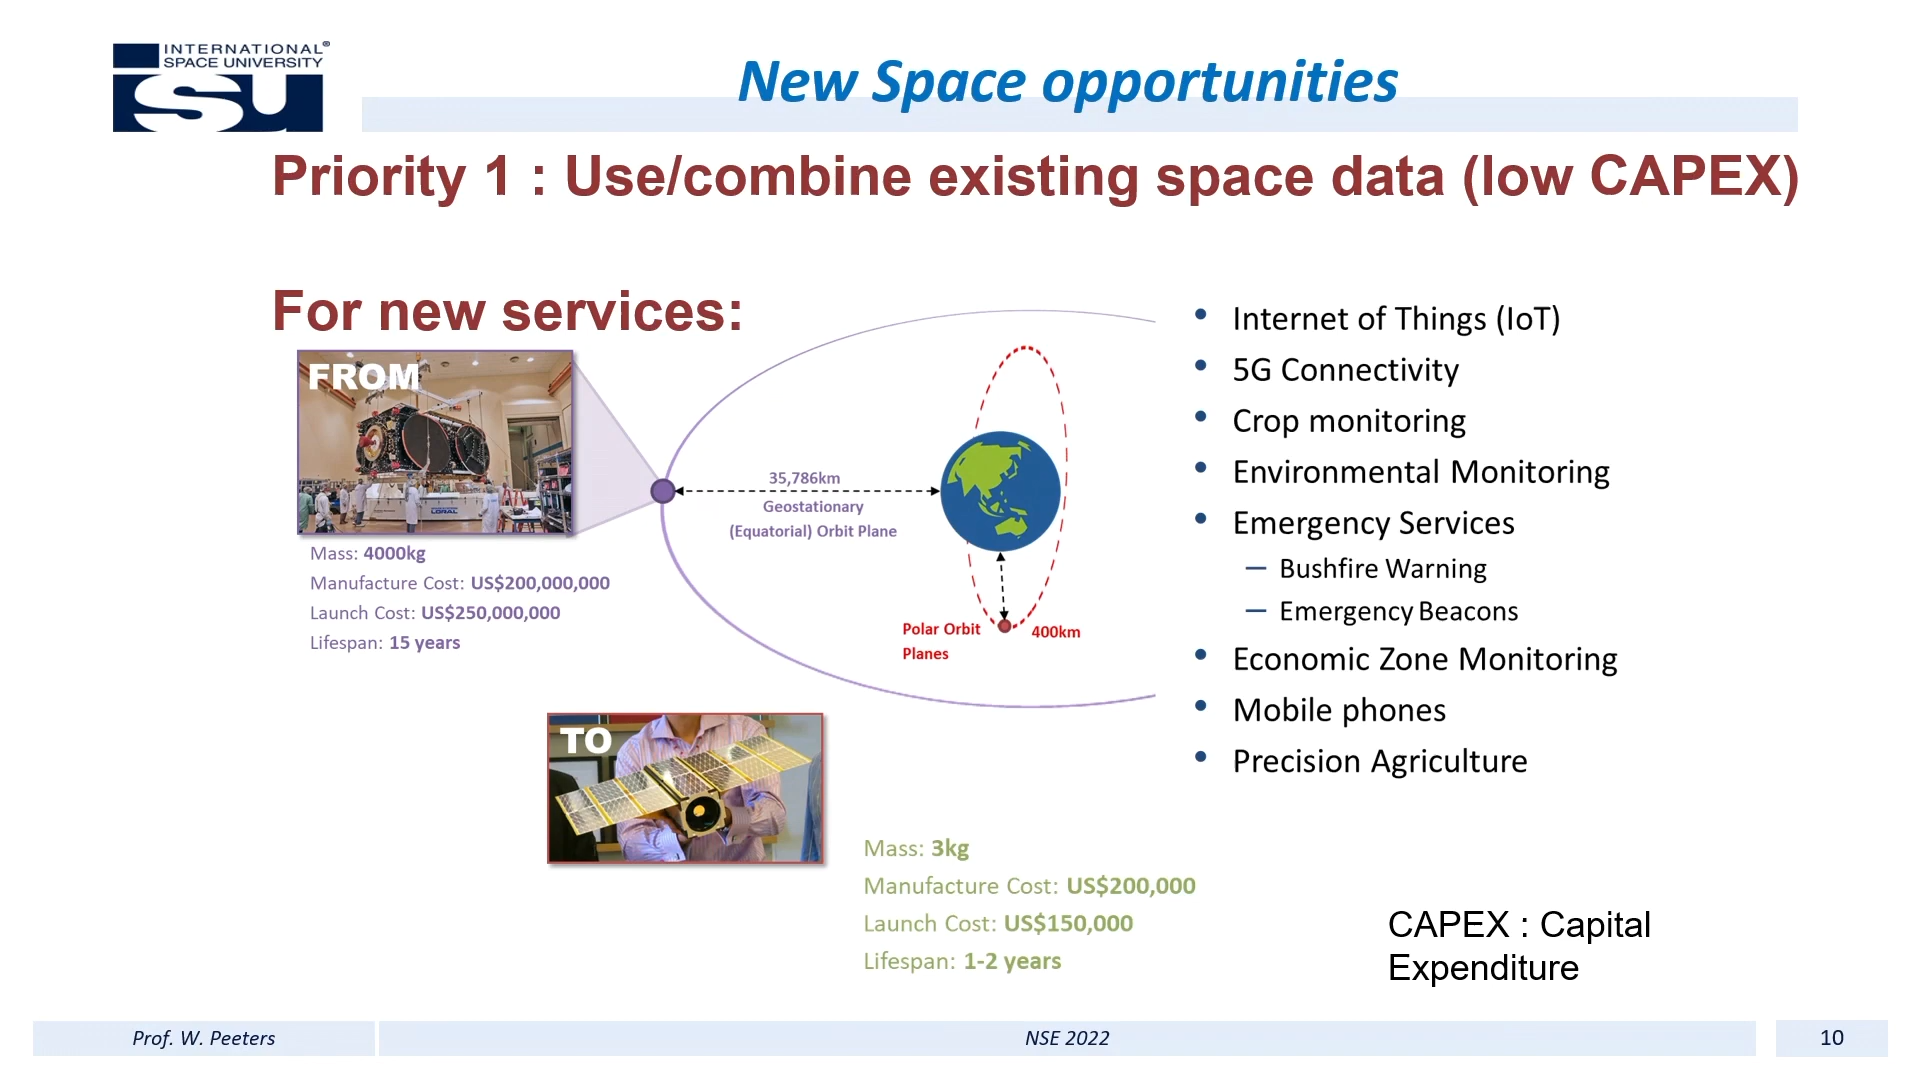 INTERNATIONAL®
SPACE UNIVERSITY
isu
New Space opportunities
Priority 1 : Use/combine existing space data (low CAPEX)
For new services:
FROM
LORAL
Mass: 4000kg
Manufacture Cost: US$200,000,000
Launch Cost: US$250,000,000
Lifespan: 15 years
35,786km
Geostationary
(Equatorial) Orbit Plane
Polar Orbit
Planes
400km
TO
Mass: 3kg
Manufacture Cost: US$200,000
Launch Cost: US$150,000
Lifespan: 1-2 years
• Internet of Things (IoT)
• 5G Connectivity
• Crop monitoring
• Environmental Monitoring
• Emergency Services
– Bushfire Warning
– Emergency Beacons
• Economic Zone Monitoring
• Mobile phones
• Precision Agriculture
CAPEX : Capital
Expenditure
Prof. W. Peeters
NSE 2022
10